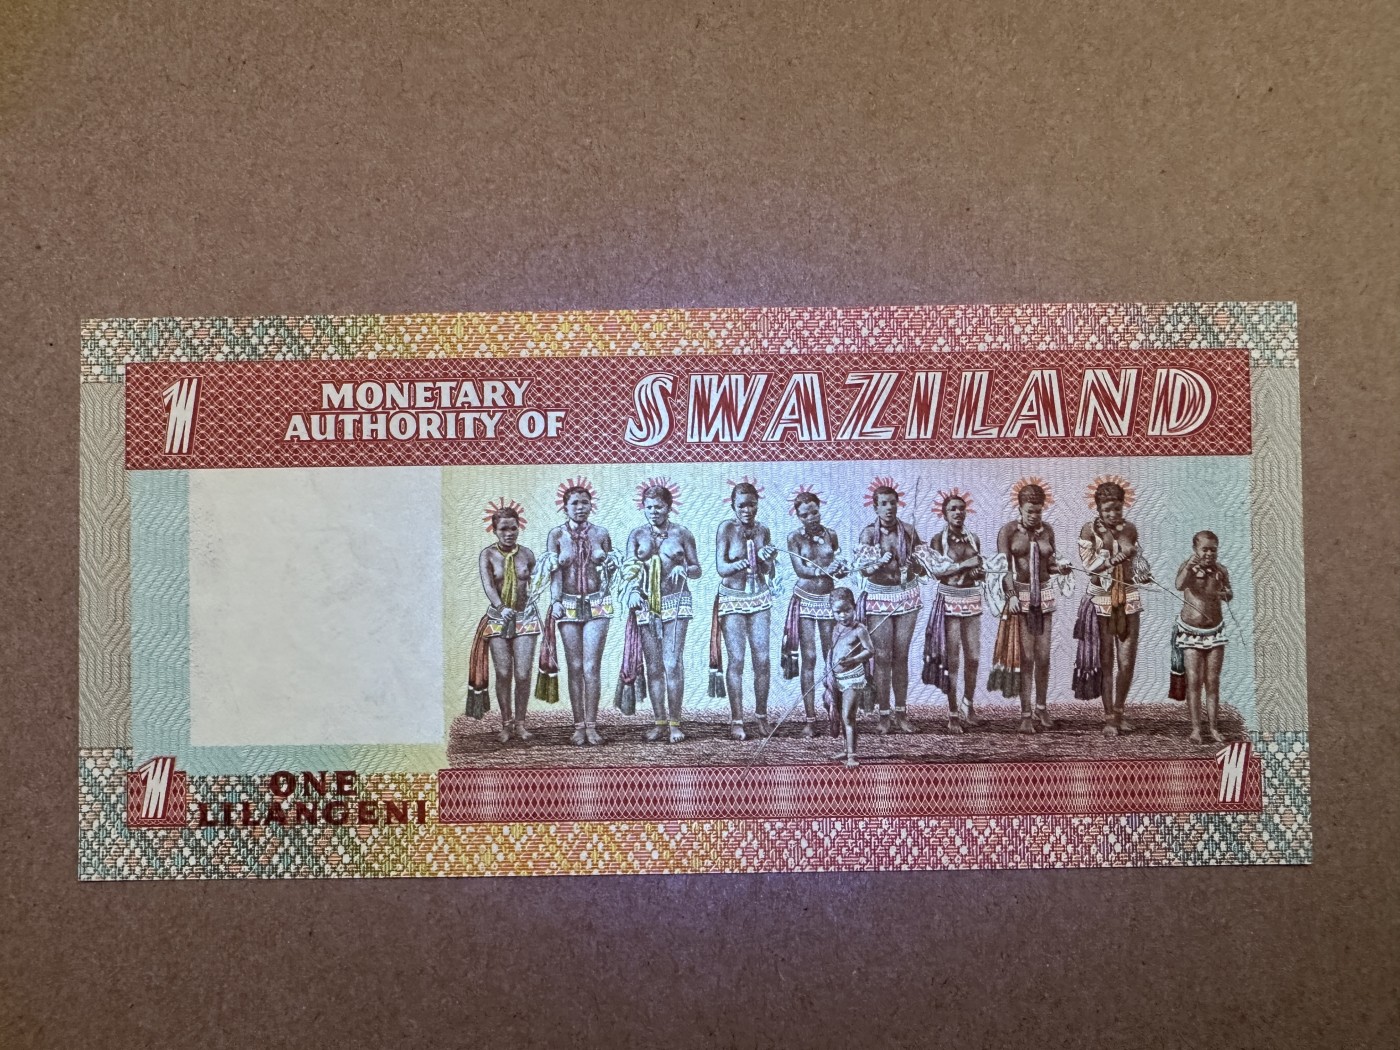 1
MONETARY
AUTHORITY OF
SWAZILAND
1
ONE
LILANGENI
1